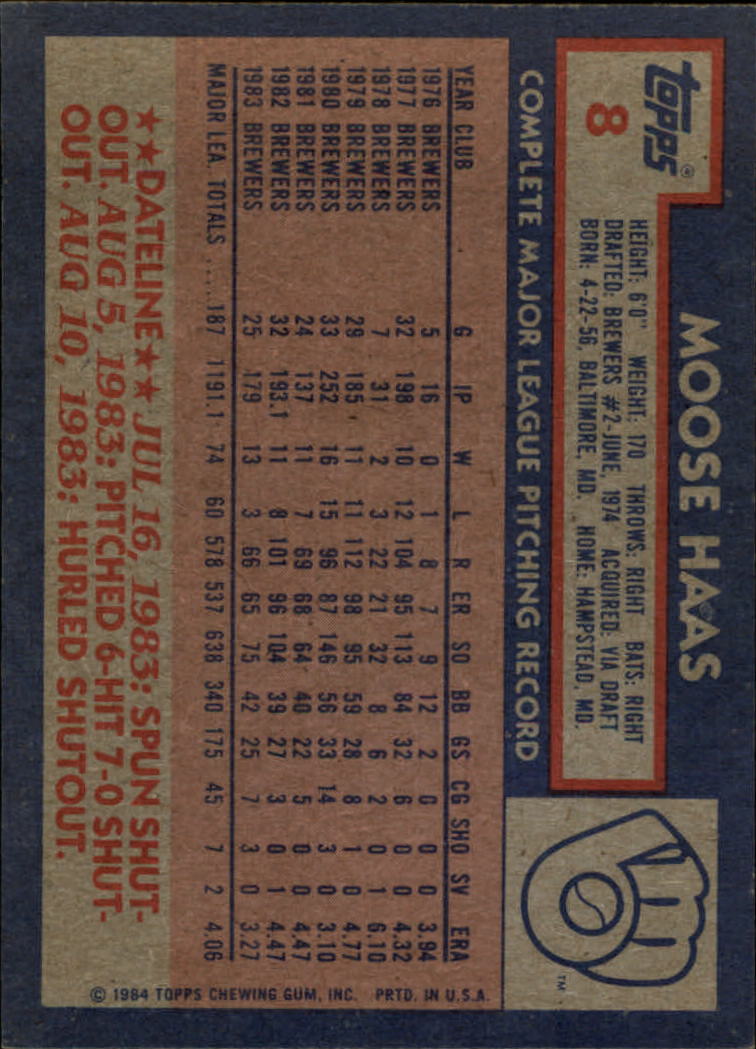 topps®
8
MOOSE HAAS
HEIGHT: 6'0" WEIGHT: 170 THROWS: RIGHT BATS: RIGHT
DRAFTED: BREWERS #2-JUNE, 1974 ACQUIRED: VIA DRAFT
BORN: 4-22-56, BALTIMORE, MD. HOME: HAMPSTEAD, MD.
COMPLETE MAJOR LEAGUE PITCHING RECORD
TM
YEAR CLUB G IP W L R ER SO BB GS CG SHO SV ERA
1976 BREWERS 5 16 0 1 8 7 9 12 2 0 0 0 3.94
1977 BREWERS 32 198 10 12 104 95 113 84 32 6 0 0 4.32
1978 BREWERS 7 31 2 3 22 21 32 8 6 2 0 1 6.10
1979 BREWERS 29 185 11 11 112 98 95 59 28 8 1 0 4.77
1980 BREWERS 33 252 16 15 96 87 146 56 33 14 3 0 3.10
1981 BREWERS 24 137 11 7 69 68 64 40 22 5 0 0 4.47
1982 BREWERS 32 193.1 11 8 101 96 104 39 27 3 0 1 4.47
1983 BREWERS 25 179 13 3 66 65 75 42 25 7 3 0 3.27
MAJOR LEA. TOTALS .....187 1191.1 74 60 578 537 638 340 175 45 7 2 4.06
★★DATELINE★★ JUL 16, 1983: SPUN SHUT-
OUT. AUG 5, 1983: PITCHED 6-HIT 7-0 SHUT-
OUT. AUG 10, 1983: HURLED SHUTOUT.
© 1984 TOPPS CHEWING GUM, INC. PRTD. IN U.S.A.